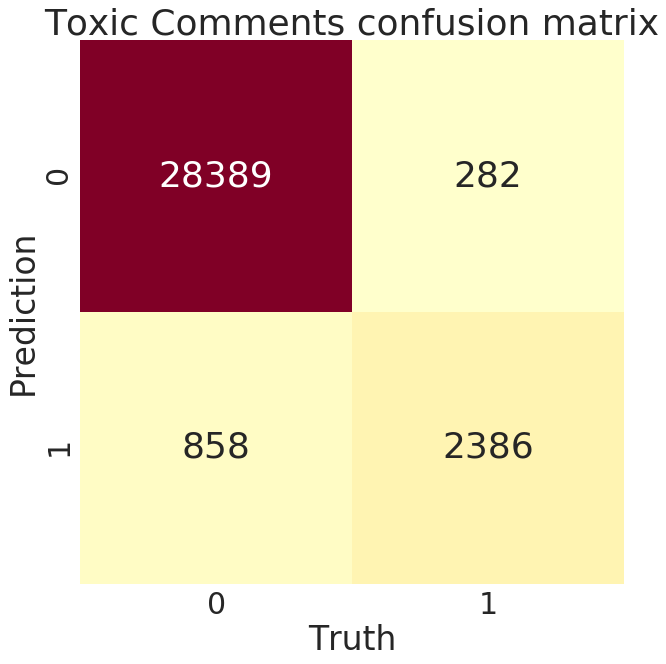 Toxic Comments confusion matrix
Prediction
0
28389
282
1
858
2386
0
1
Truth